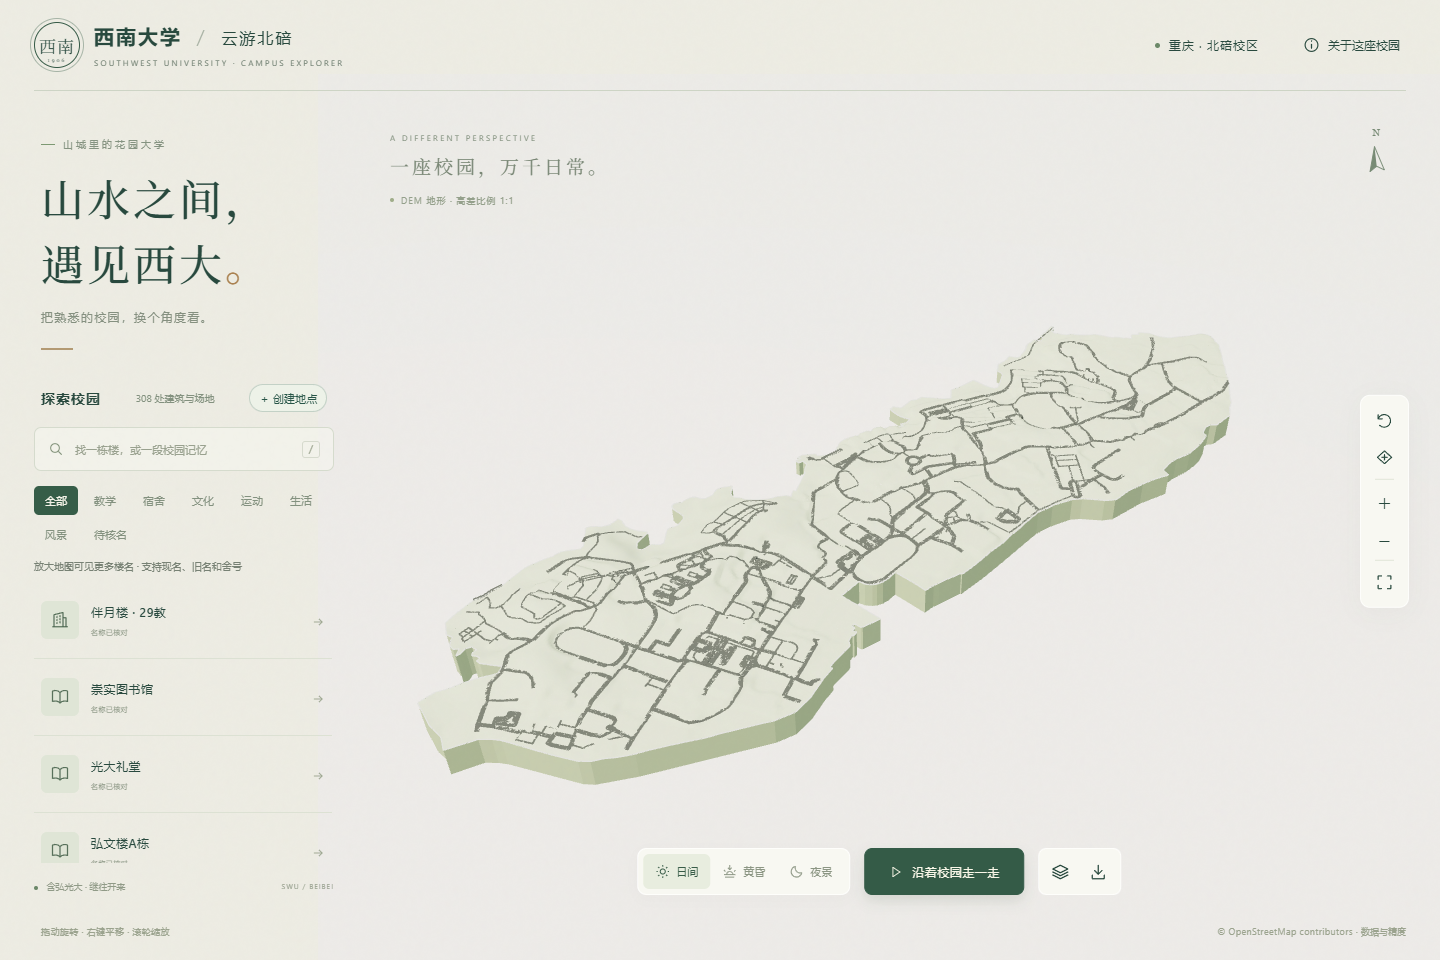 西南
1906
西南大学 / 云游北碚
SOUTHWEST UNIVERSITY · CAMPUS EXPLORER
重庆 · 北碚校区
关于这座校园
山城里的花园大学
山水之间，
遇见西大。
把熟悉的校园，换个角度看。
探索校园
308 处建筑与场地
+ 创建地点
找一栋楼，或一段校园记忆
/
全部 教学 宿舍 文化 运动 生活
风景 待核名
放大地图可见更多楼名 · 支持现名、旧名和舍号
伴月楼 · 29教
名称已核对
崇实图书馆
名称已核对
光大礼堂
名称已核对
弘文楼A栋
名称已核对
含弘光大 · 继往开来
SWU / BEIBEI
拖动旋转 · 右键平移 · 滚轮缩放
A DIFFERENT PERSPECTIVE
一座校园，万千日常。
DEM 地形 · 高差比例 1:1
N
日间 黄昏 夜景
沿着校园走一走
© OpenStreetMap contributors · 数据与精度